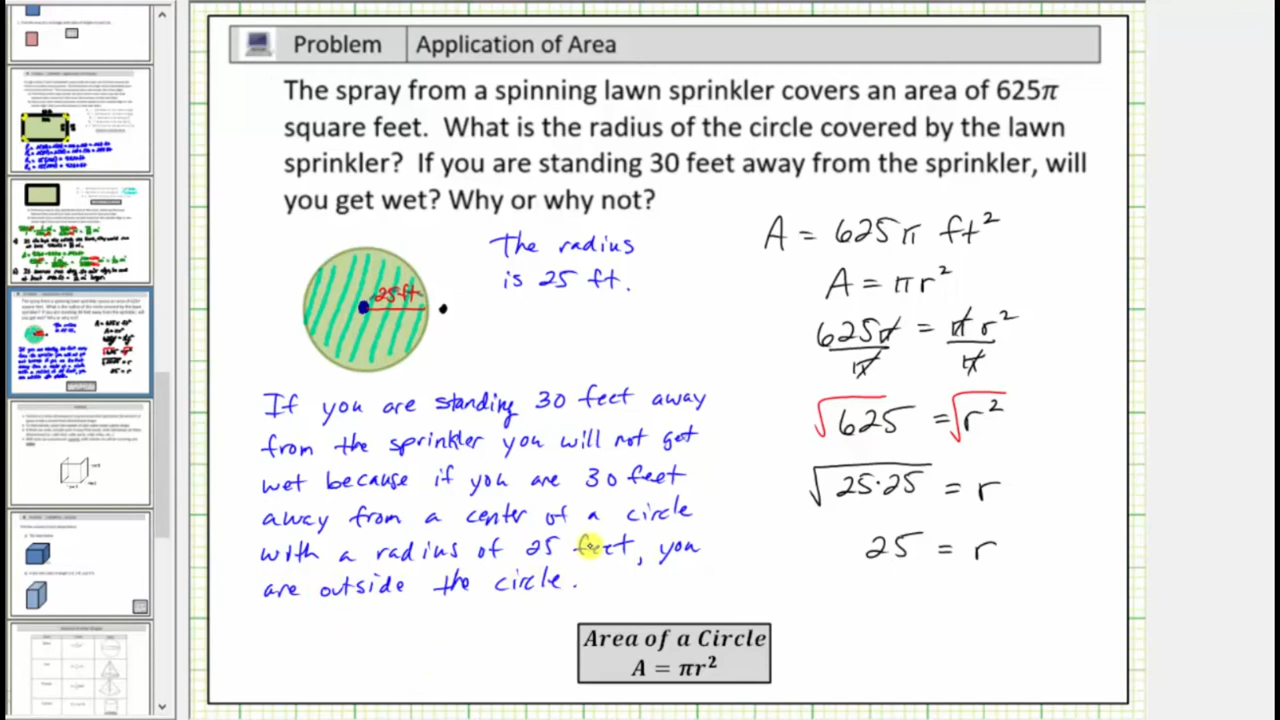 Problem
Application of Area
The spray from a spinning lawn sprinkler covers an area of 625π
square feet. What is the radius of the circle covered by the lawn
sprinkler? If you are standing 30 feet away from the sprinkler, will
you get wet? Why or why not?
The radius
is 25 ft.
25 ft
If you are standing 30 feet away
from the sprinkler you will not get
wet because if you are 30 feet
away from a center of a circle
with a radius of 25 feet, you
are outside the circle.
A = 625π ft²
A = πr²
625π = πr²
π π
√625 = √r²
√25·25 = r
25 = r
Area of a Circle
A = πr²